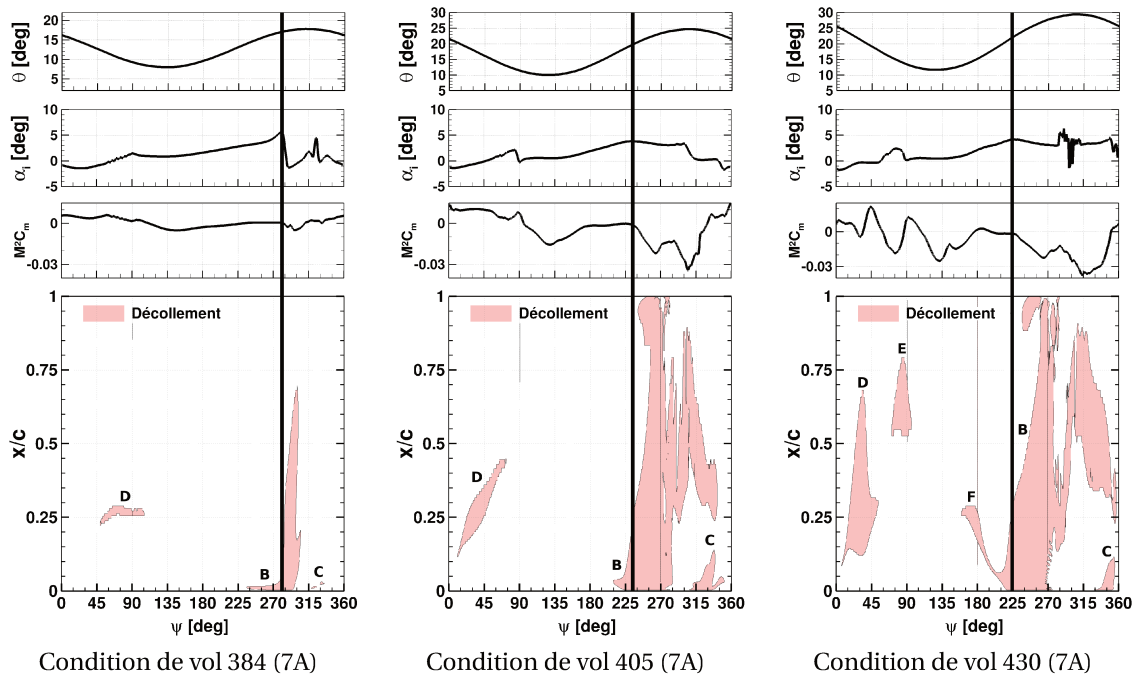 θ [deg]
20
15
10
5
αi [deg]
10
5
0
-5
M²Cm
0
-0.03
x/c
1
0.75
0.5
0.25
0
Décollement
D
B
C
0 45 90 135 180 225 270 315 360
ψ [deg]
Condition de vol 384 (7A)
θ [deg]
30
25
20
15
10
5
αi [deg]
10
5
0
-5
M²Cm
0
-0.03
x/c
1
0.75
0.5
0.25
0
Décollement
D
B
C
0 45 90 135 180 225 270 315 360
ψ [deg]
Condition de vol 405 (7A)
θ [deg]
30
25
20
15
10
5
αi [deg]
10
5
0
-5
M²Cm
0
-0.03
x/c
1
0.75
0.5
0.25
0
Décollement
E
D
B
F
C
0 45 90 135 180 225 270 315 360
ψ [deg]
Condition de vol 430 (7A)